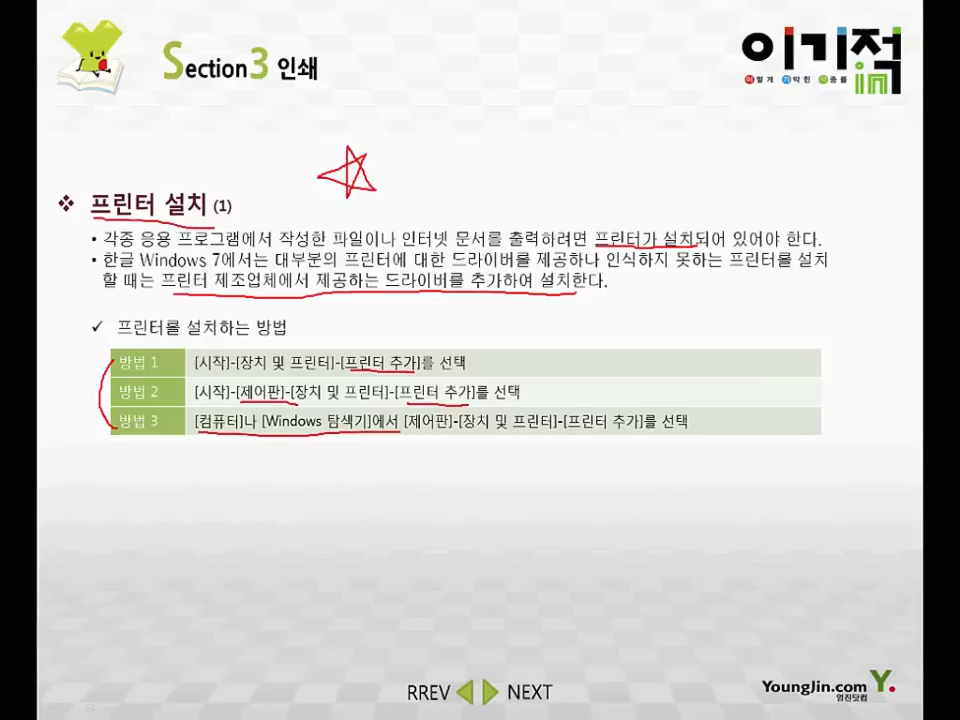 Section3 인쇄
이기적in
이렇게 기막힌 적중률
❖ 프린터 설치 (1)
• 각종 응용 프로그램에서 작성한 파일이나 인터넷 문서를 출력하려면 프린터가 설치되어 있어야 한다.
• 한글 Windows 7에서는 대부분의 프린터에 대한 드라이버를 제공하나 인식하지 못하는 프린터를 설치
할 때는 프린터 제조업체에서 제공하는 드라이버를 추가하여 설치한다.
✓ 프린터를 설치하는 방법
방법 1 [시작]-[장치 및 프린터]-[프린터 추가]를 선택
방법 2 [시작]-[제어판]-[장치 및 프린터]-[프린터 추가]를 선택
방법 3 [컴퓨터]나 [Windows 탐색기]에서 [제어판]-[장치 및 프린터]-[프린터 추가]를 선택
RREV NEXT
YoungJin.com Y.
영진닷컴